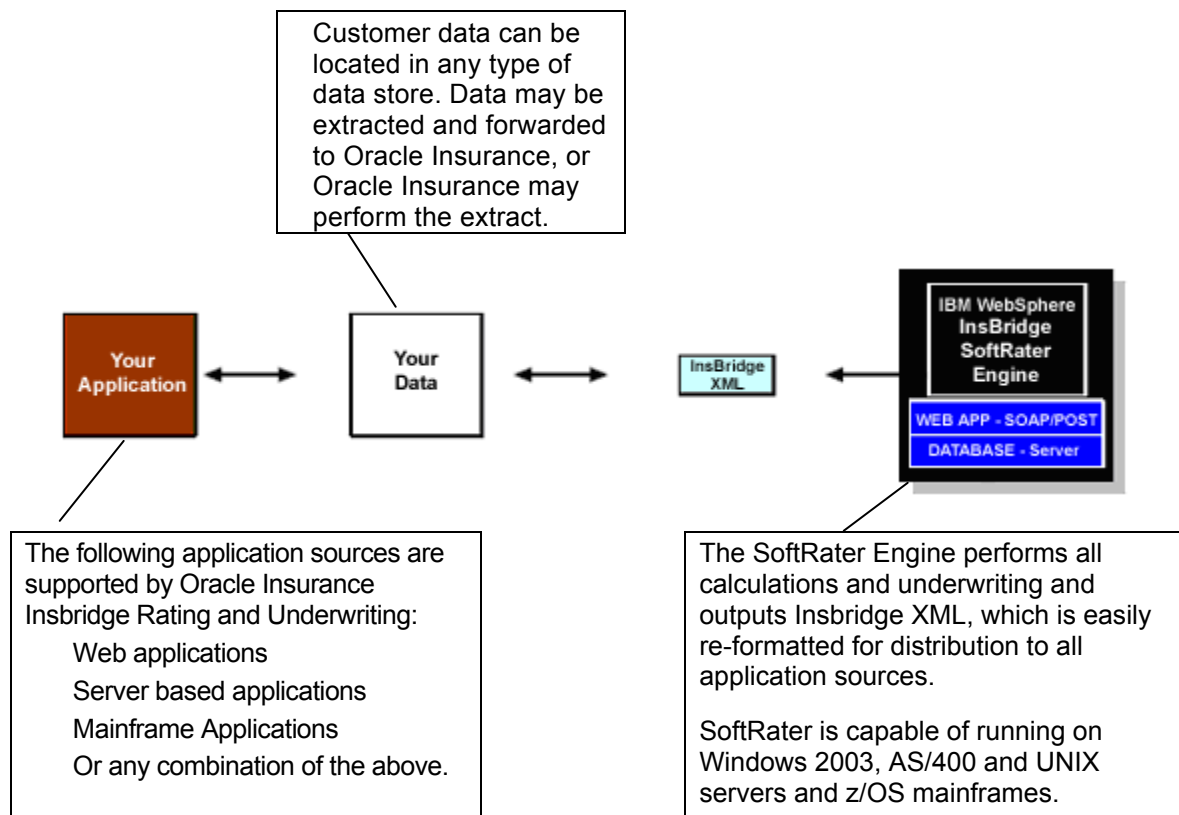 Customer data can be
located in any type of
data store. Data may be
extracted and forwarded
to Oracle Insurance, or
Oracle Insurance may
perform the extract.
Your
Application
Your
Data
InsBridge
XML
IBM WebSphere
InsBridge
SoftRater
Engine
WEB APP - SOAP/POST
DATABASE - Server
The following application sources are
supported by Oracle Insurance
Insbridge Rating and Underwriting:
Web applications
Server based applications
Mainframe Applications
Or any combination of the above.
The SoftRater Engine performs all
calculations and underwriting and
outputs Insbridge XML, which is easily
re-formatted for distribution to all
application sources.
SoftRater is capable of running on
Windows 2003, AS/400 and UNIX
servers and z/OS mainframes.